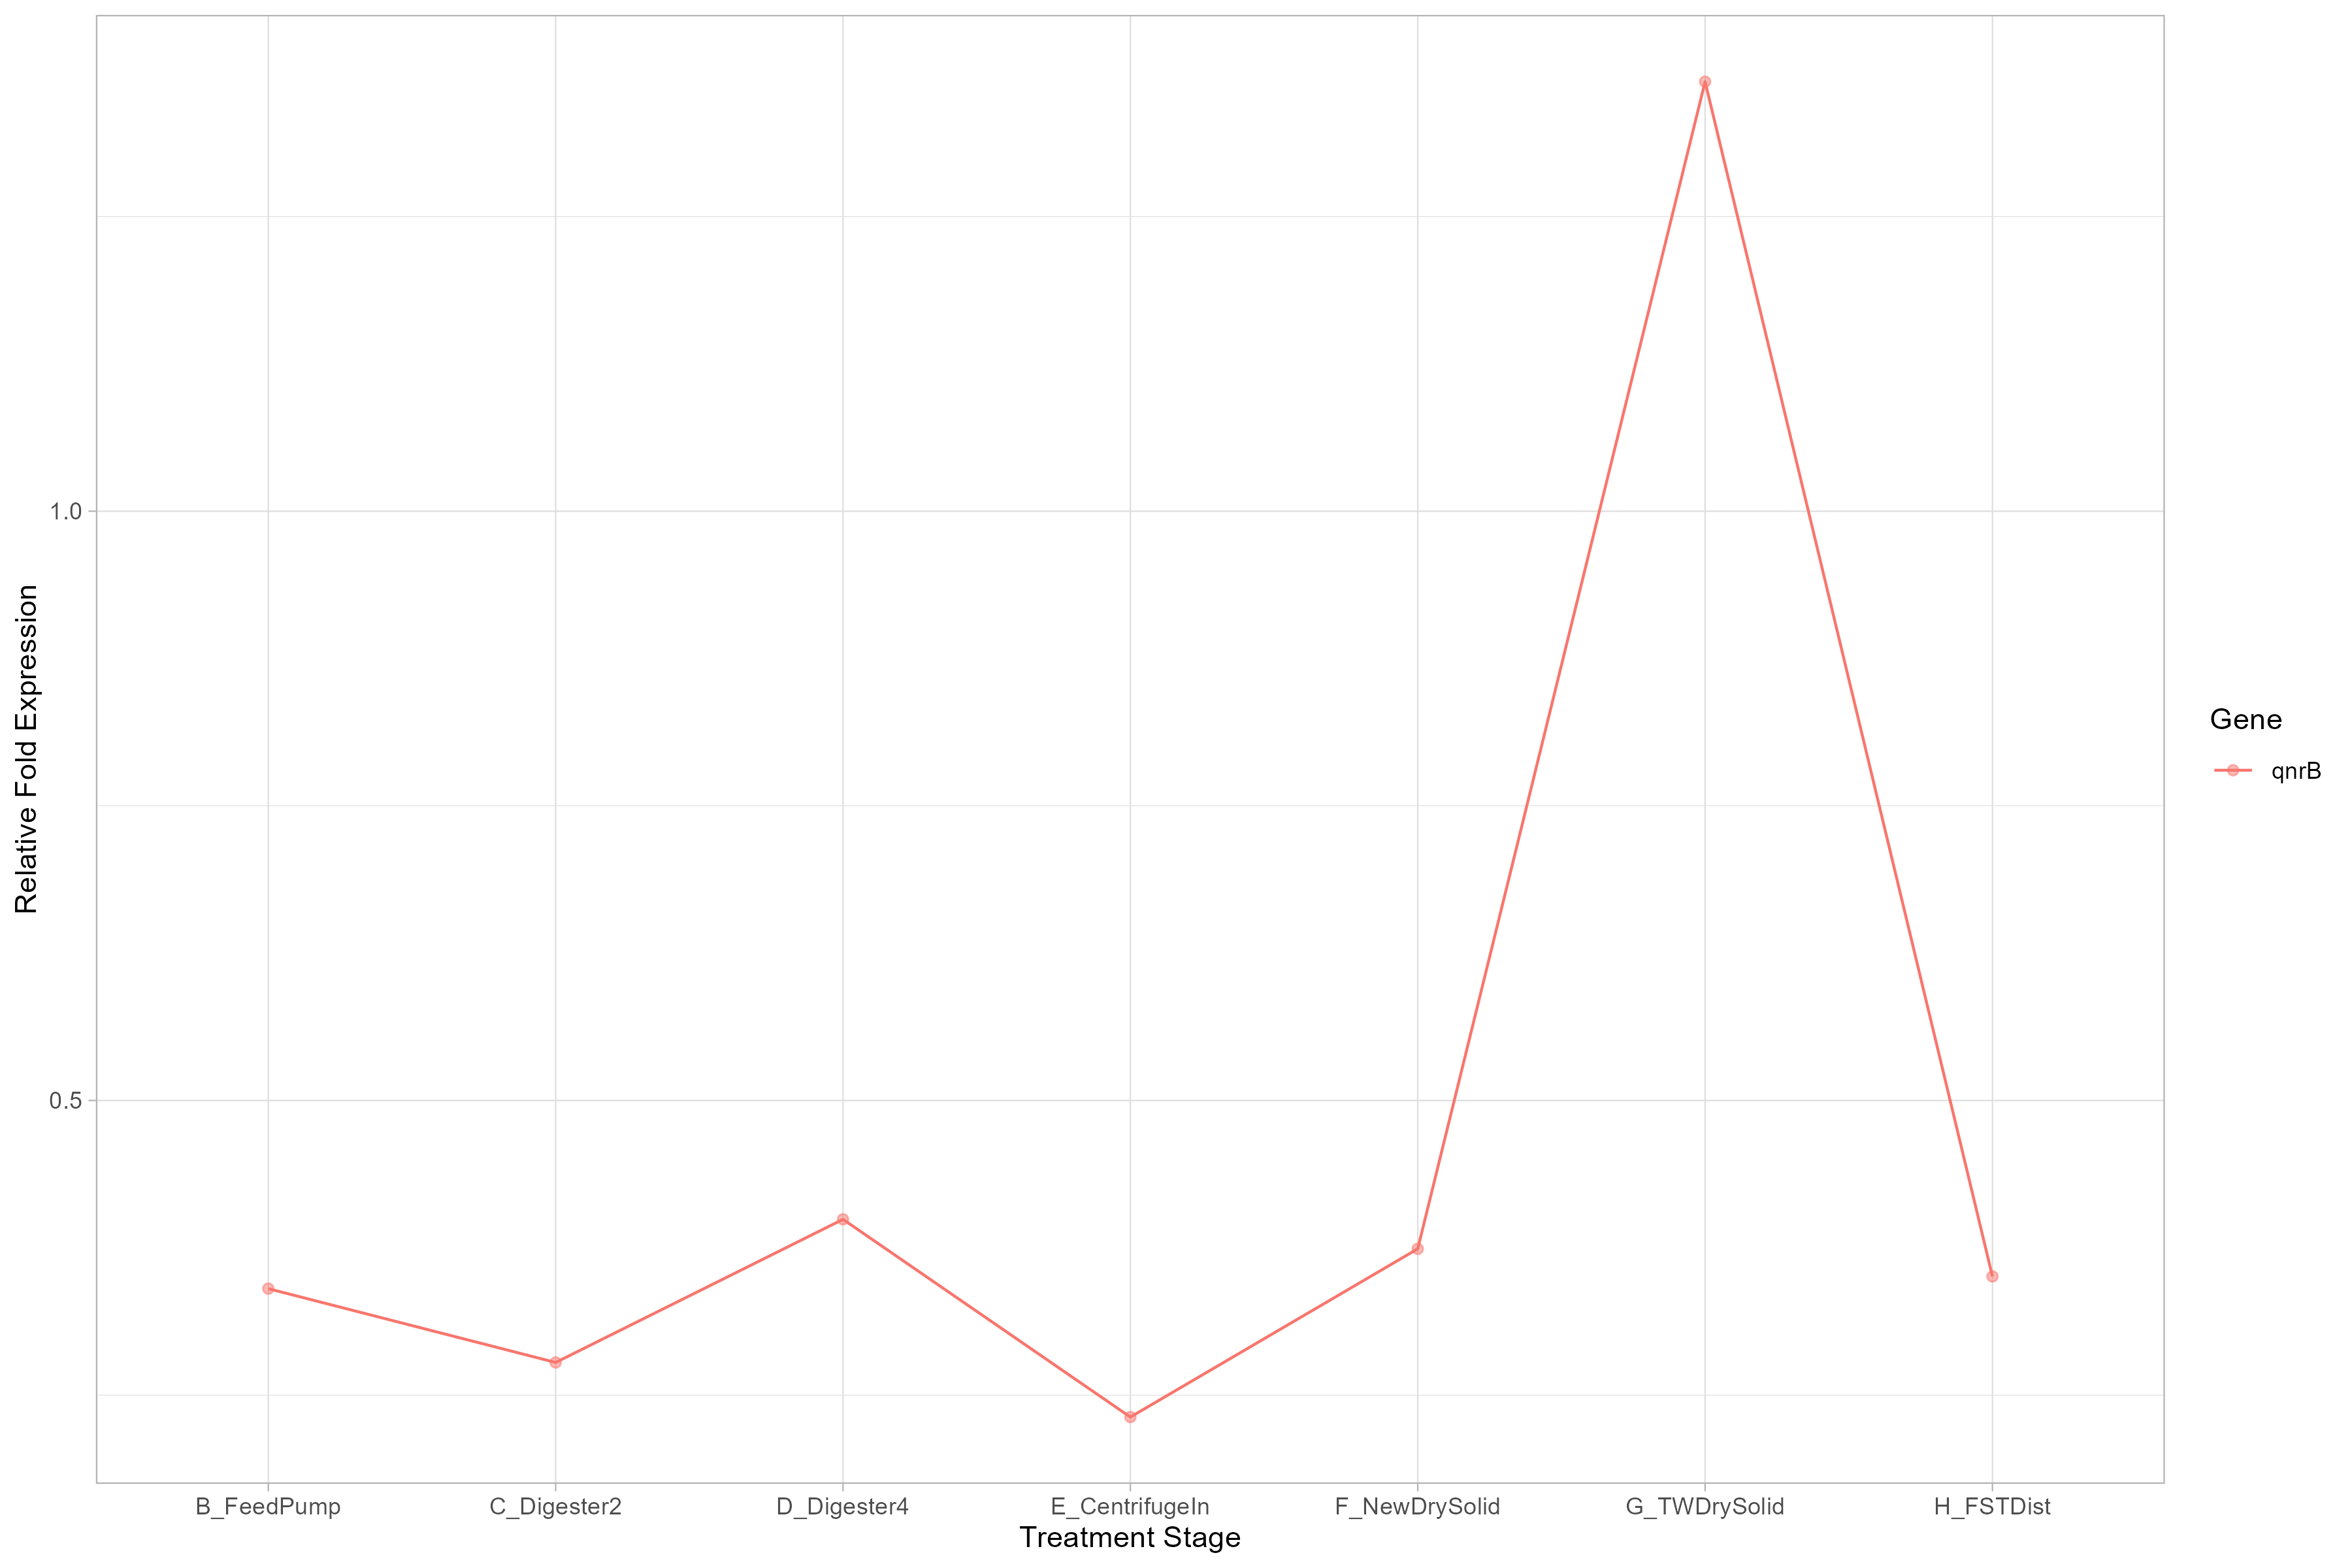 Relative Fold Expression
1.0
0.5
B_FeedPump
C_Digester2
D_Digester4
E_CentrifugeIn
F_NewDrySolid
G_TWDrySolid
H_FSTDist
Treatment Stage
Gene
qnrB